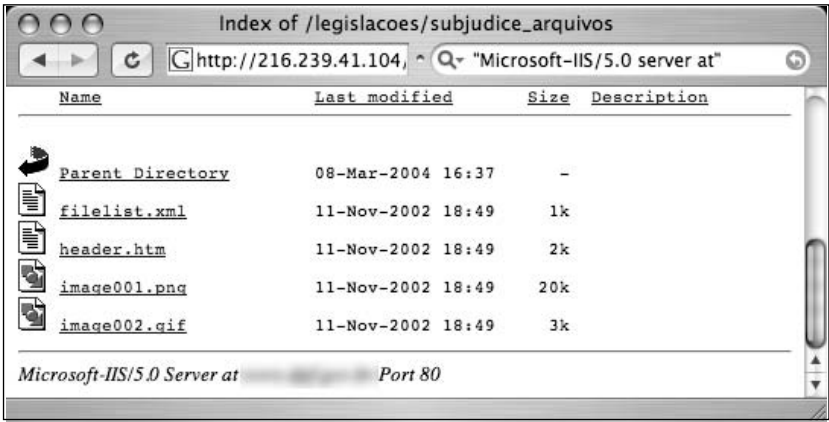 Index of /legislacoes/subjudice_arquivos
G http://216.239.41.104/ "Microsoft-IIS/5.0 server at"
Name Last modified Size Description
Parent Directory 08-Mar-2004 16:37 -
filelist.xml 11-Nov-2002 18:49 1k
header.htm 11-Nov-2002 18:49 2k
image001.png 11-Nov-2002 18:49 20k
image002.gif 11-Nov-2002 18:49 3k
Microsoft-IIS/5.0 Server at Port 80